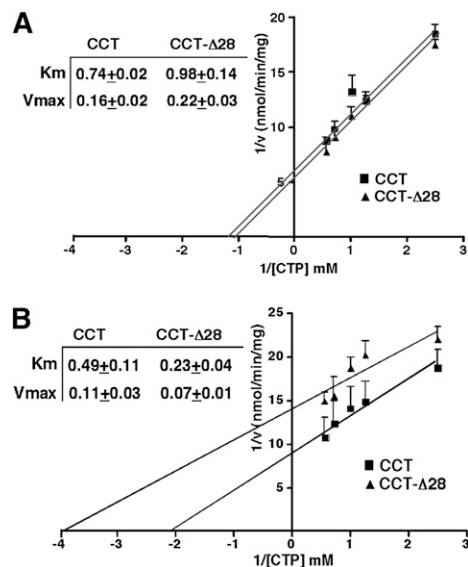 A
CCT CCT-Δ28
Km 0.74±0.02 0.98±0.14
Vmax 0.16±0.02 0.22±0.03
1/v (nmol/min/mg)
20
15
10
5
CCT
CCT-Δ28
-4 -3 -2 -1 0 1 2 3
1/[CTP] mM
B
CCT CCT-Δ28
Km 0.49±0.11 0.23±0.04
Vmax 0.11±0.03 0.07±0.01
1/v (nmol/min/mg)
25
20
15
10
5
CCT
CCT-Δ28
-4 -3 -2 -1 0 1 2 3
1/[CTP] mM